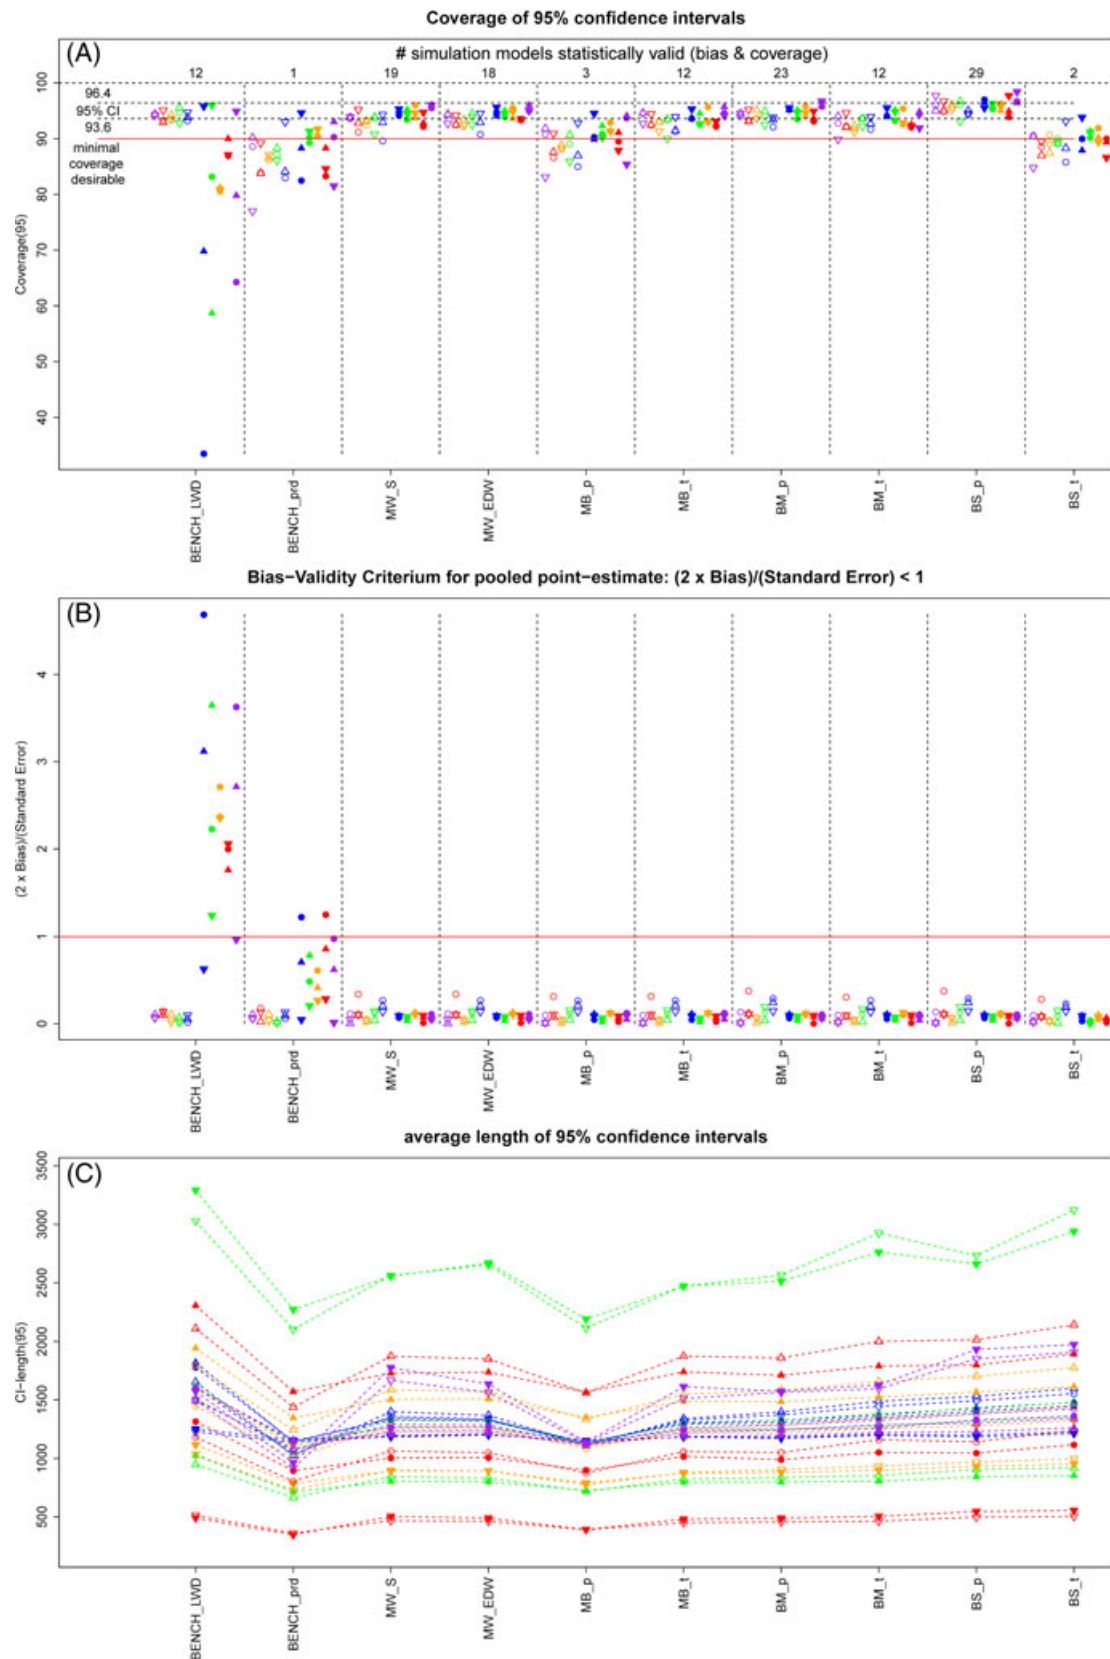 Coverage of 95% confidence intervals
(A)
# simulation models statistically valid (bias & coverage)
12 1 19 18 3 12 23 12 29 2
100
96.4
95% CI
93.6
90
minimal
coverage
desirable
80
70
60
50
40
Coverage(95)
BENCH_LWD
BENCH_prd
MW_S
MW_EDW
MB_p
MB_t
BM_p
BM_t
BS_p
BS_t
Bias−Validity Criterium for pooled point−estimate: (2 x Bias)/(Standard Error) < 1
(B)
4
3
2
1
0
(2 x Bias)/(Standard Error)
BENCH_LWD
BENCH_prd
MW_S
MW_EDW
MB_p
MB_t
BM_p
BM_t
BS_p
BS_t
average length of 95% confidence intervals
(C)
3500
3000
2500
2000
1500
1000
500
CI−length(95)
BENCH_LWD
BENCH_prd
MW_S
MW_EDW
MB_p
MB_t
BM_p
BM_t
BS_p
BS_t